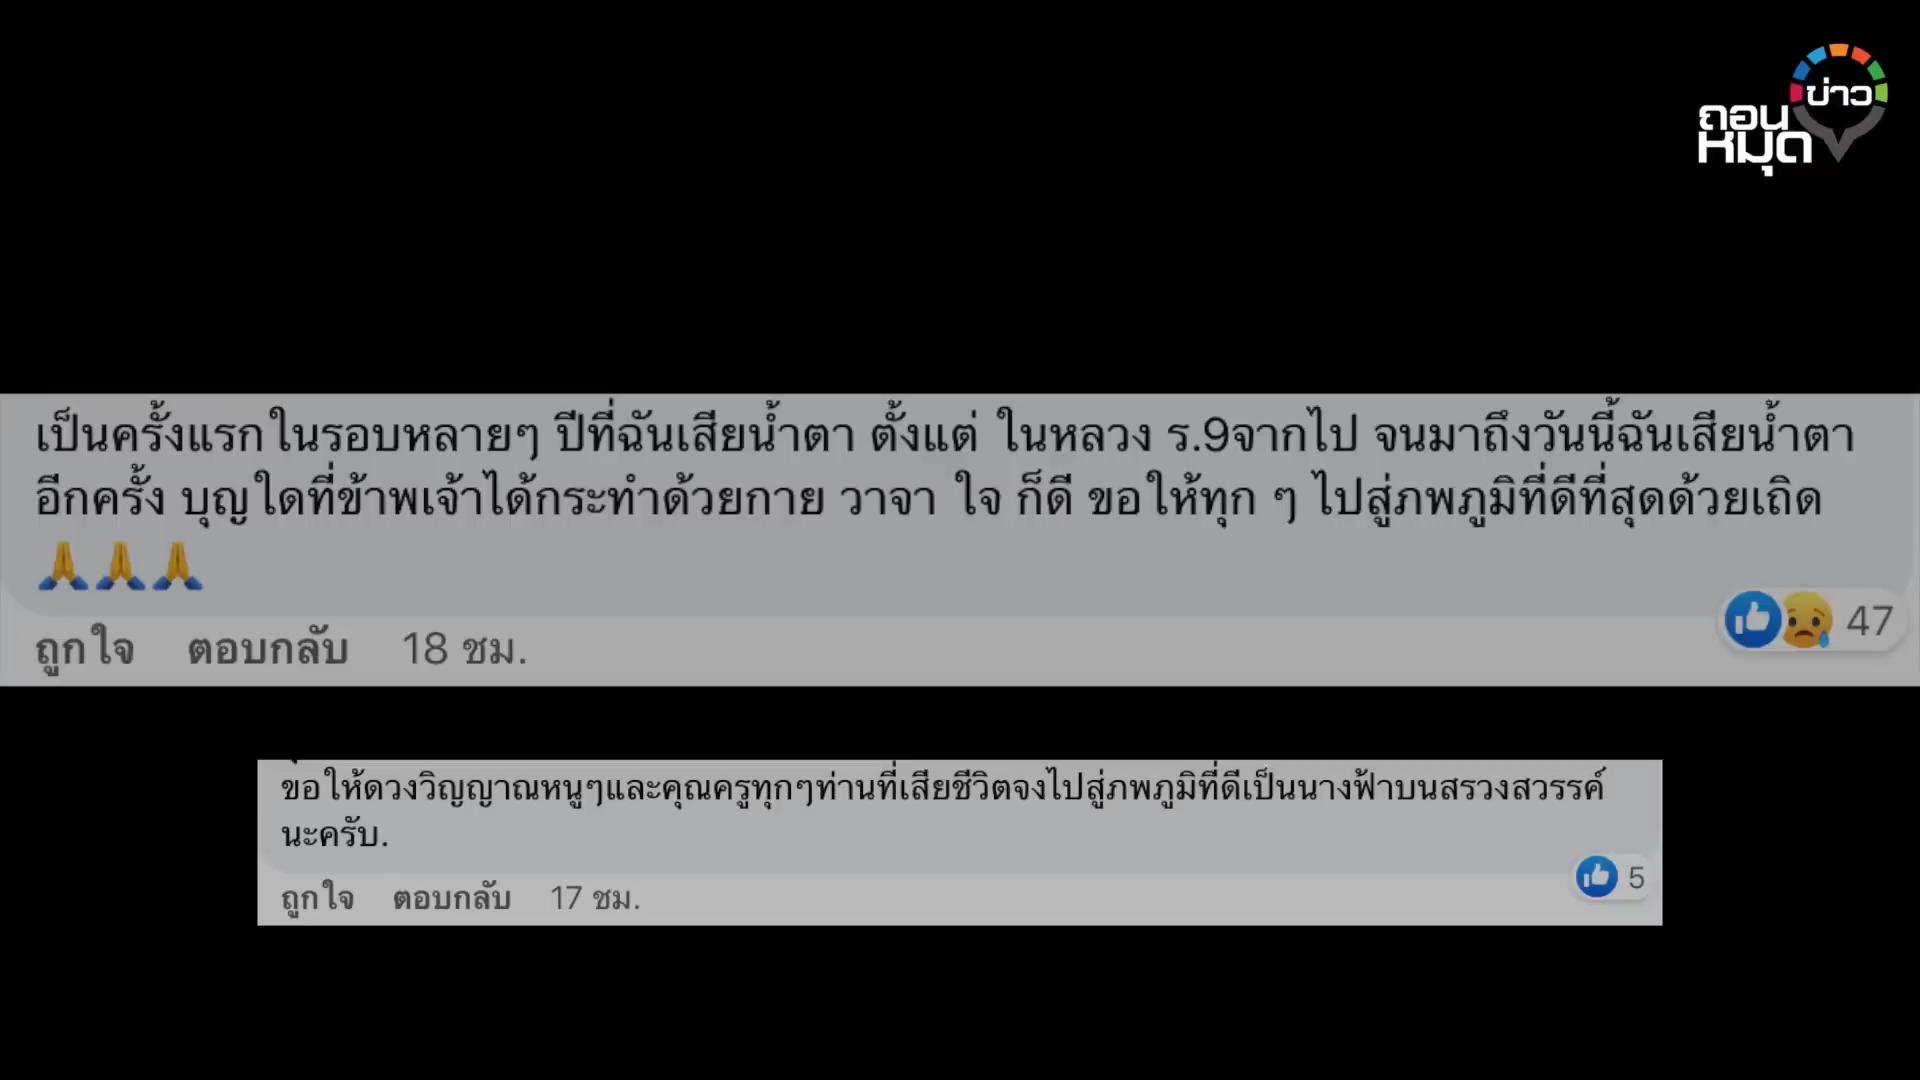 ถอน
หมุด
ข่าว
เป็นครั้งแรกในรอบหลายๆ ปีที่ฉันเสียน้ำตา ตั้งแต่ ในหลวง ร.9จากไป จนมาถึงวันนี้ฉันเสียน้ำตา
อีกครั้ง บุญใดที่ข้าพเจ้าได้กระทำด้วยกาย วาจา ใจ ก็ดี ขอให้ทุก ๆ ไปสู่ภพภูมิที่ดีที่สุดด้วยเถิด
🙏🙏🙏
ถูกใจ ตอบกลับ 18 ชม. 47
ขอให้ดวงวิญญาณหนูๆและคุณครูทุกๆท่านที่เสียชีวิตจงไปสู่ภพภูมิที่ดีเป็นนางฟ้าบนสรวงสวรรค์
นะครับ.
ถูกใจ ตอบกลับ 17 ชม. 5